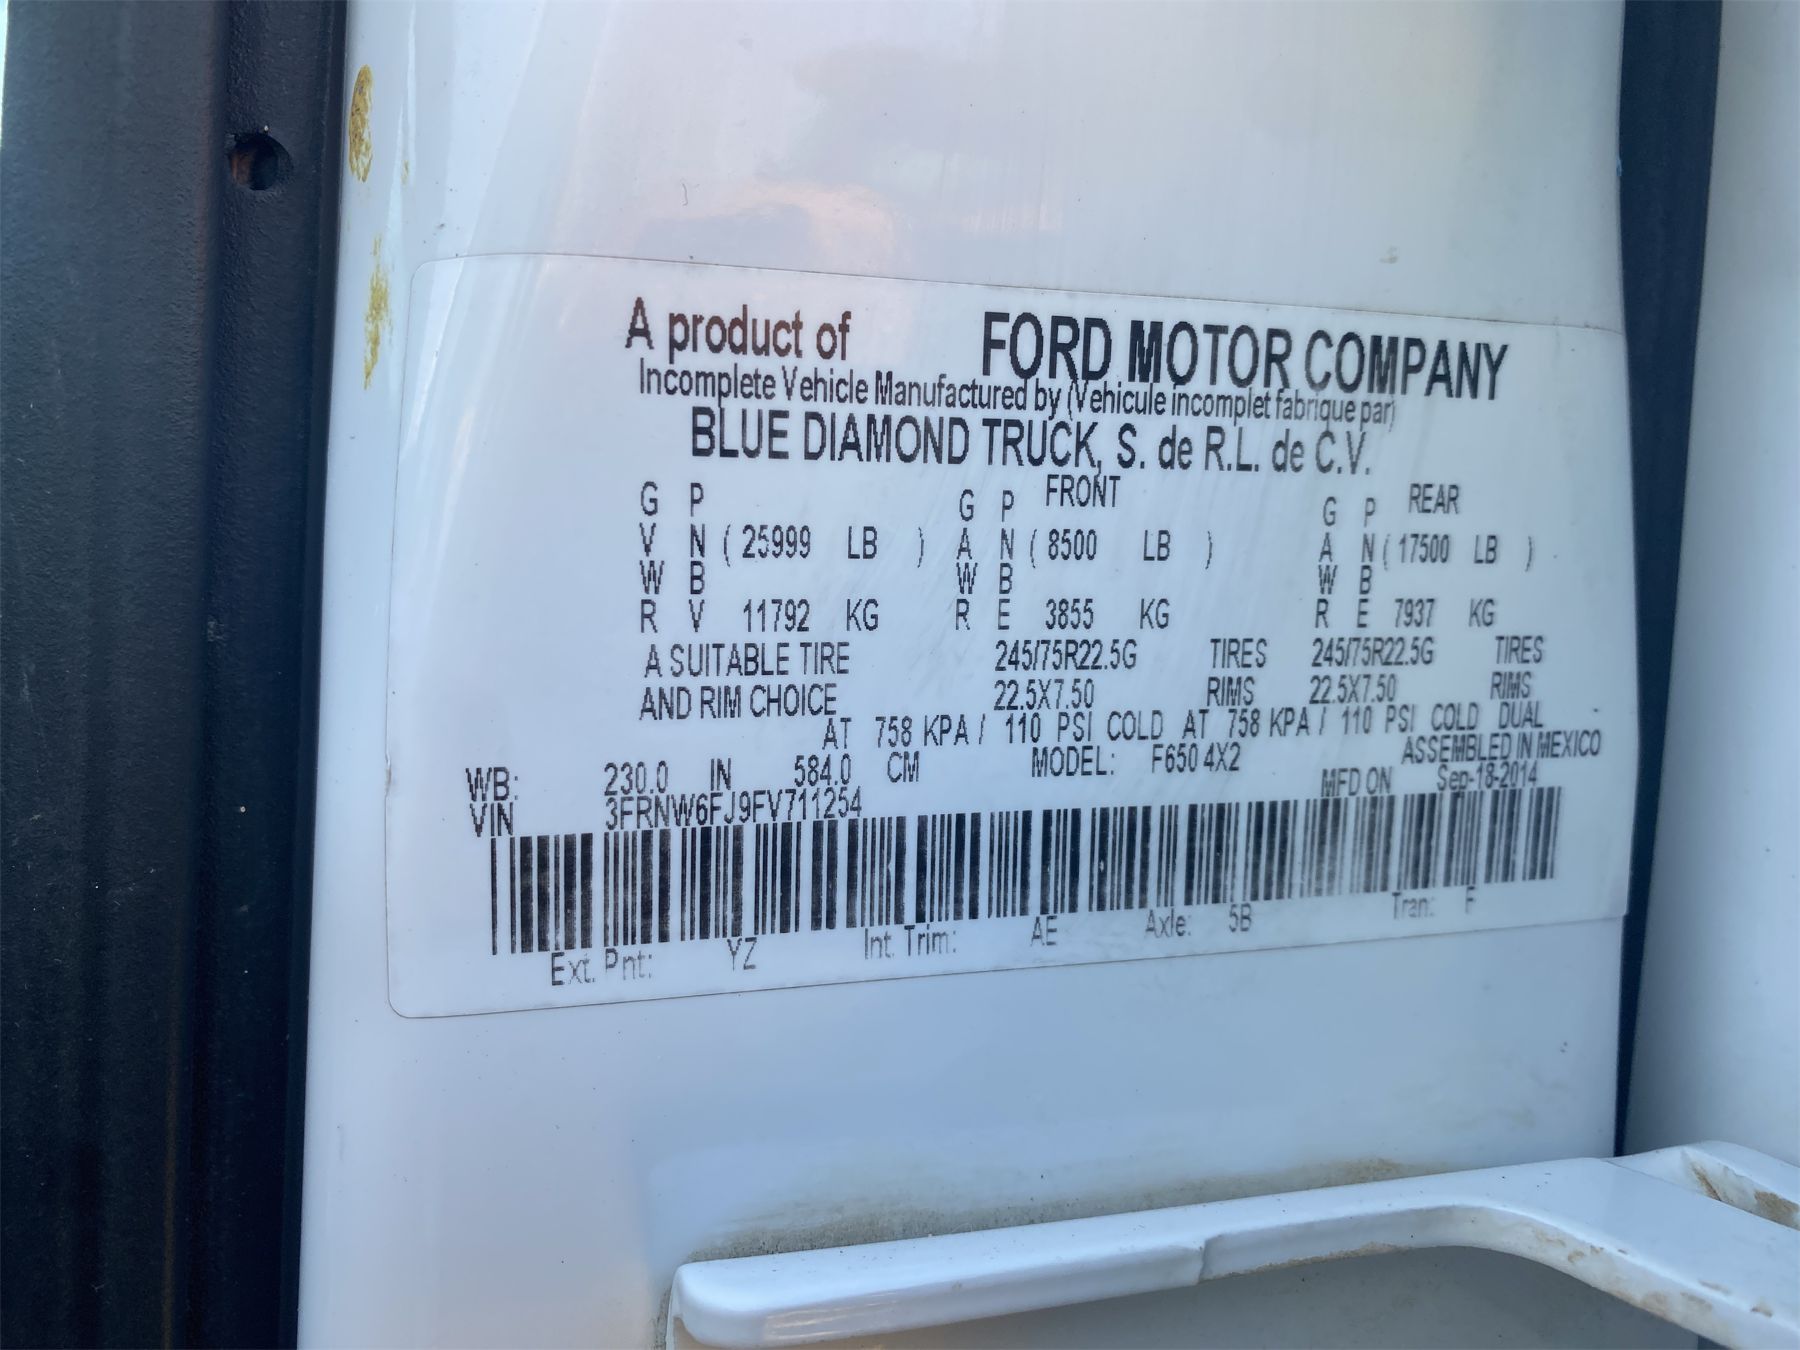 A product of FORD MOTOR COMPANY
Incomplete Vehicle Manufactured by (Vehicule incomplet fabrique par)
BLUE DIAMOND TRUCK, S. de R.L. de C.V.
G P G P FRONT G P REAR
V N ( 25999 LB ) A N ( 8500 LB ) A N ( 17500 LB )
W B W B W B
R V 11792 KG R E 3855 KG R E 7937 KG
A SUITABLE TIRE 245/75R22.5G TIRES 245/75R22.5G TIRES
AND RIM CHOICE 22.5X7.50 RIMS 22.5X7.50 RIMS
AT 758 KPA / 110 PSI COLD AT 758 KPA / 110 PSI COLD DUAL
WB: 230.0 IN 584.0 CM MODEL: F650 4X2 ASSEMBLED IN MEXICO
VIN 3FRNW6FJ9FV711254 MFD ON Sep-18-2014
Ext. Pnt: YZ Int. Trim: AE Axle: 5B Tran: F